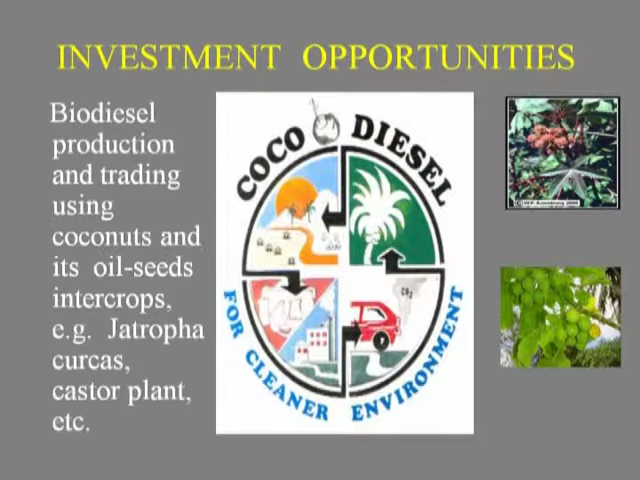 INVESTMENT OPPORTUNITIES
Biodiesel
production
and trading
using
coconuts and
its oil-seeds
intercrops,
e.g. Jatropha
curcas,
castor plant,
etc.
COCO DIESEL
CO2
FOR CLEANER ENVIRONMENT